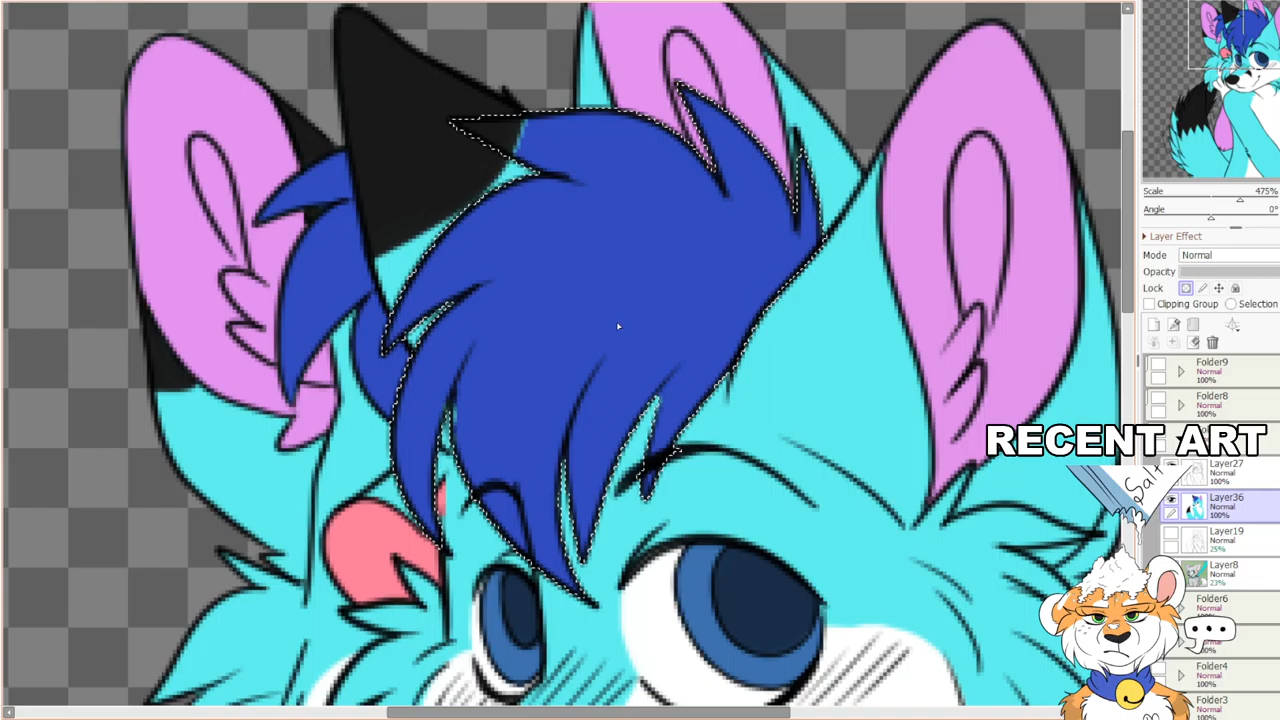 Scale
475%
Angle
0°
Layer Effect
Mode
Normal
Opacity
Lock
Clipping Group
Selection
Folder9
Normal
100%
Folder8
Normal
100%
RECENT ART
Layer27
Normal
100%
Salt
Layer36
Normal
100%
Layer19
Normal
25%
Layer8
Normal
23%
Folder6
Normal
Folder4
Normal
100%
Folder3